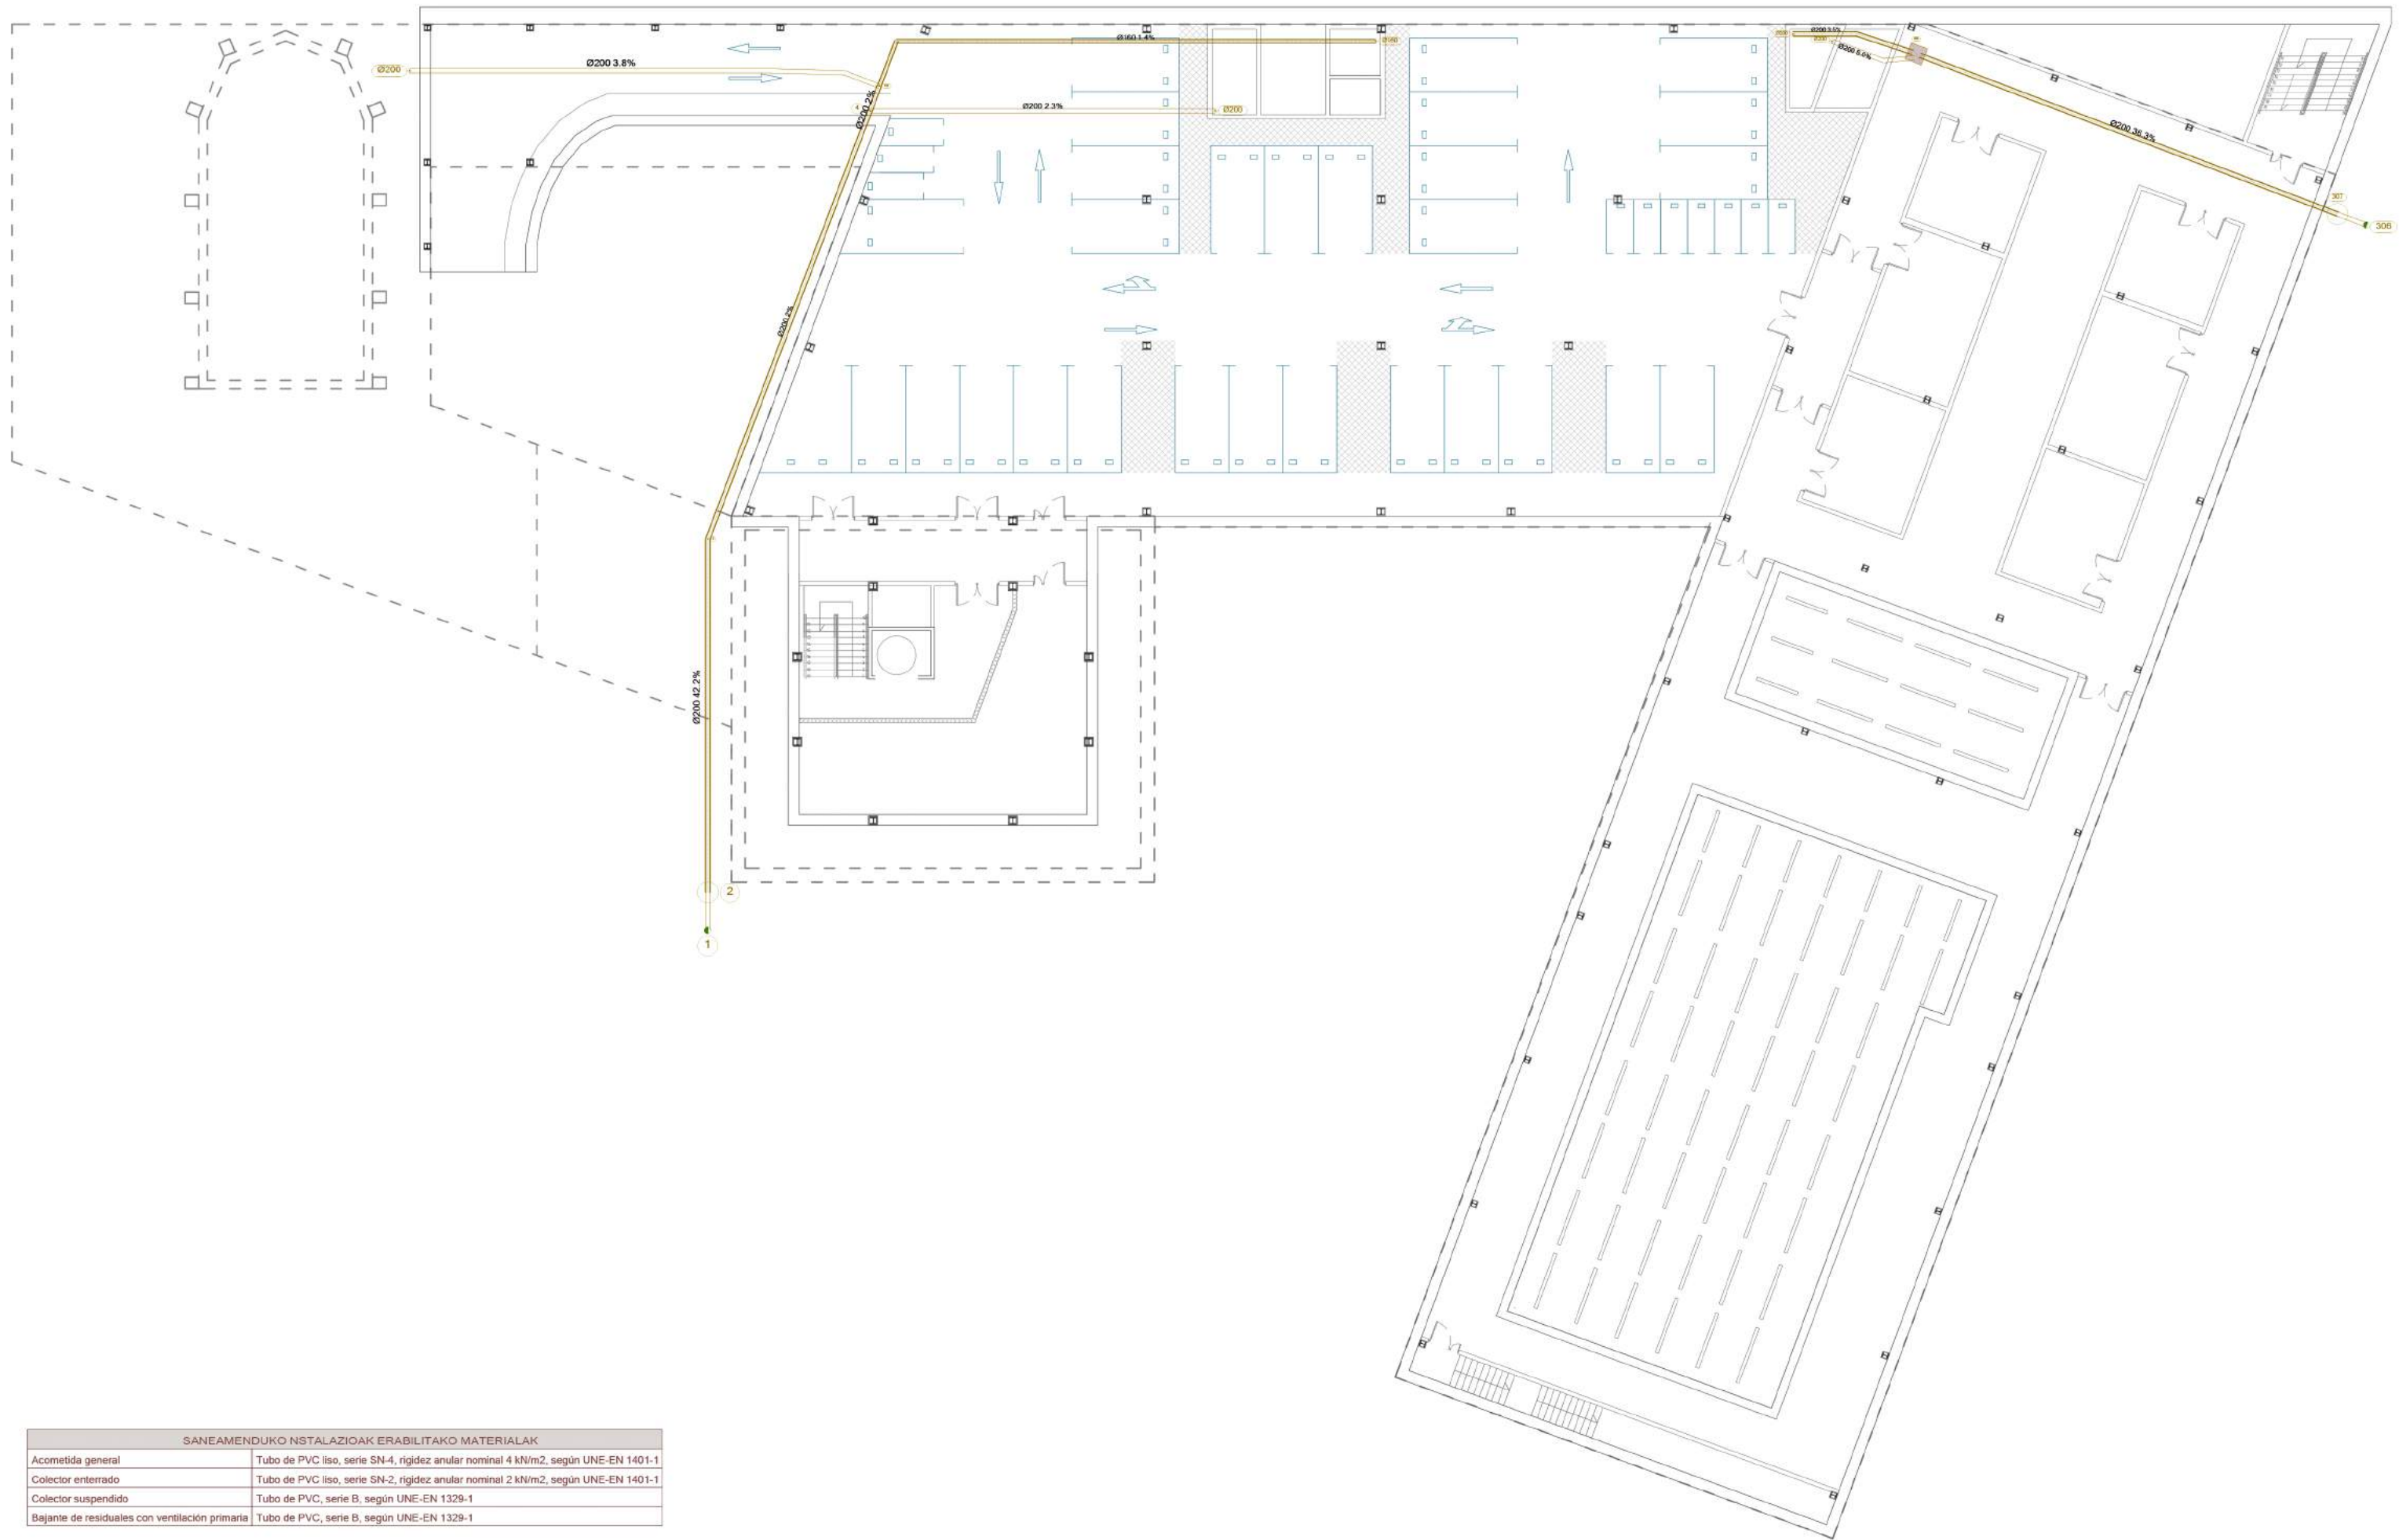 Ø160 1.4%
Ø160
Ø200
Ø200 3.5%
Ø200 3.8%
Ø200
Ø200 5.0%
Ø200 2%
4
Ø200 2.3%
Ø200
Ø200 36.3%
307
306
Ø200 2%
Ø200 42.2%
2
1
SANEAMENDUKO NSTALAZIOAK ERABILITAKO MATERIALAK
Acometida general Tubo de PVC liso, serie SN-4, rigidez anular nominal 4 kN/m2, según UNE-EN 1401-1
Colector enterrado Tubo de PVC liso, serie SN-2, rigidez anular nominal 2 kN/m2, según UNE-EN 1401-1
Colector suspendido Tubo de PVC, serie B, según UNE-EN 1329-1
Bajante de residuales con ventilación primaria Tubo de PVC, serie B, según UNE-EN 1329-1